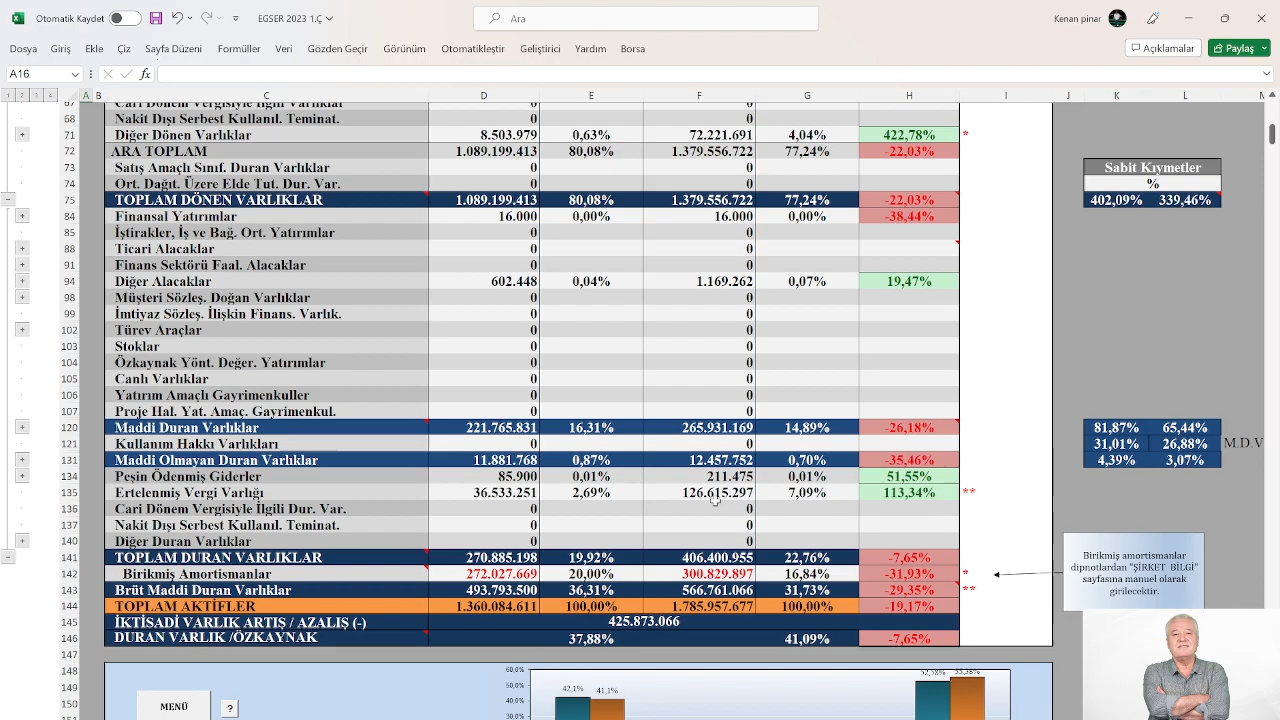 Otomatik Kaydet
EGSER 2023 1.Ç
Ara
Kenan pinar
Dosya Giriş Ekle Çiz Sayfa Düzeni Formüller Veri Gözden Geçir Görünüm Otomatikleştir Geliştirici Yardım Borsa
Açıklamalar Paylaş
A16 fx
1 2 3 4 A B C D E F G H I J K L M
67 Cari Dönem Vergisiyle İlgili Varlıklar 0 0
68 Nakit Dışı Serbest Kullanıl. Teminat. 0 0
71 Diğer Dönen Varlıklar 8.503.979 0,63% 72.221.691 4,04% 422,78% *
72 ARA TOPLAM 1.089.199.413 80,08% 1.379.556.722 77,24% -22,03%
73 Satış Amaçlı Sınıf. Duran Varlıklar 0 0 Sabit Kıymetler
74 Ort. Dağıt. Üzere Elde Tut. Dur. Var. 0 0 %
75 TOPLAM DÖNEN VARLIKLAR 1.089.199.413 80,08% 1.379.556.722 77,24% -22,03% 402,09% 339,46%
84 Finansal Yatırımlar 16.000 0,00% 16.000 0,00% -38,44%
85 İştirakler, İş ve Bağ. Ort. Yatırımlar 0 0
88 Ticari Alacaklar 0 0
91 Finans Sektörü Faal. Alacaklar 0 0
94 Diğer Alacaklar 602.448 0,04% 1.169.262 0,07% 19,47%
98 Müşteri Sözleş. Doğan Varlıklar 0 0
99 İmtiyaz Sözleş. İlişkin Finans. Varlık. 0 0
102 Türev Araçlar 0 0
103 Stoklar 0 0
104 Özkaynak Yönt. Değer. Yatırımlar 0 0
105 Canlı Varlıklar 0 0
106 Yatırım Amaçlı Gayrimenkuller 0 0
107 Proje Hal. Yat. Amaç. Gayrimenkul. 0 0
120 Maddi Duran Varlıklar 221.765.831 16,31% 265.931.169 14,89% -26,18% 81,87% 65,44%
121 Kullanım Hakkı Varlıkları 0 0 31,01% 26,88% M.D.V
131 Maddi Olmayan Duran Varlıklar 11.881.768 0,87% 12.457.752 0,70% -35,46% 4,39% 3,07%
134 Peşin Ödenmiş Giderler 85.900 0,01% 211.475 0,01% 51,55%
135 Ertelenmiş Vergi Varlığı 36.533.251 2,69% 126.615.297 7,09% 113,34% **
136 Cari Dönem Vergisiyle İlgili Dur. Var. 0 0
137 Nakit Dışı Serbest Kullanıl. Teminat. 0 0
140 Diğer Duran Varlıklar 0 0
141 TOPLAM DURAN VARLIKLAR 270.885.198 19,92% 406.400.955 22,76% -7,65%
142 Birikmiş Amortismanlar 272.027.669 20,00% 300.829.897 16,84% -31,93% *
143 Brüt Maddi Duran Varlıklar 493.793.500 36,31% 566.761.066 31,73% -29,35% **
144 TOPLAM AKTİFLER 1.360.084.611 100,00% 1.785.957.677 100,00% -19,17%
145 İKTİSADİ VARLIK ARTIŞ / AZALIŞ (-) 425.873.066
146 DURAN VARLIK /ÖZKAYNAK 37,88% 41,09% -7,65%
Birikmiş amortismanlar
dipnotlardan "ŞİRKET BİLGİ"
sayfasına manuel olarak
girilecektir.
147
148 60,0% 52,58% 55,38%
149 50,0% 42,1% 41,1%
150 MENÜ ? 40,0%
30,0%